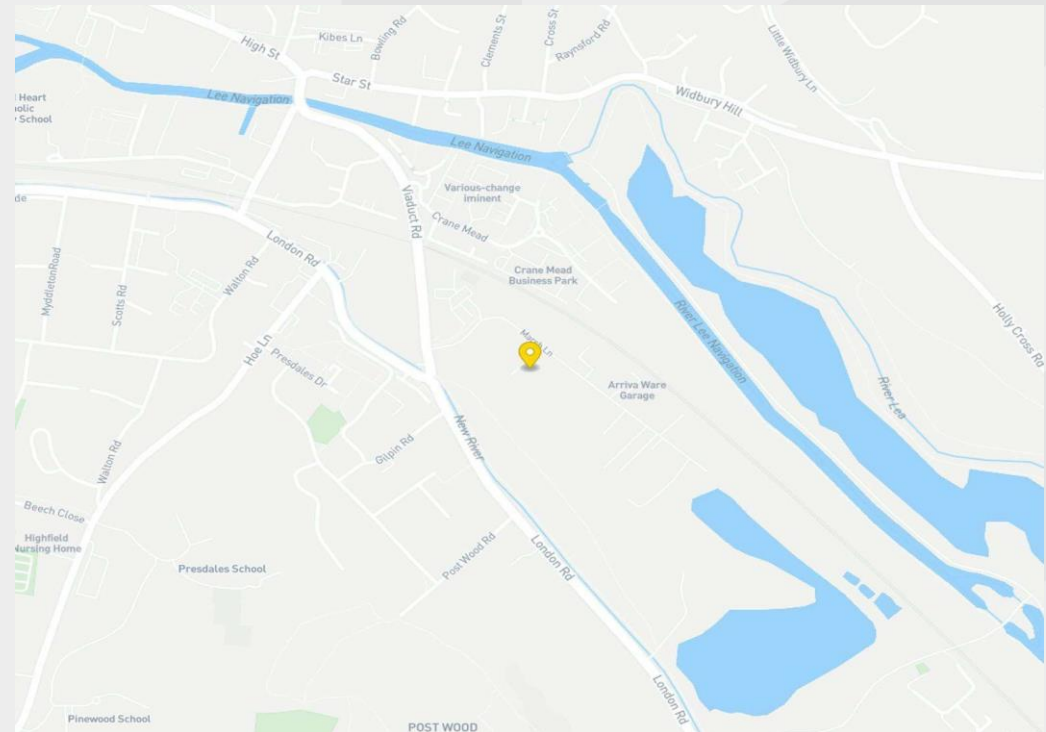 Kibes Ln
Bowling Rd
Clements St
Cross St
Raynsford Rd
Little Widbury Ln
High St
Star St
Widbury Hill
Heart
olic
School
Lee Navigation
Lee Navigation
Various-change
iminent
Viaduct Rd
Crane Mead
de
London Rd
Walton Rd
MyddletonRoad
Scotts Rd
Crane Mead
Business Park
Holly Cross Rd
River Lee Navigation
Hoe Ln
Presdales Dr
Arriva Ware
Garage
River Lea
New River
Gilpin Rd
Walton Rd
Beech Close
Highfield
Nursing Home
Presdales School
Post Wood Rd
London Rd
London Rd
Pinewood School
POST WOOD